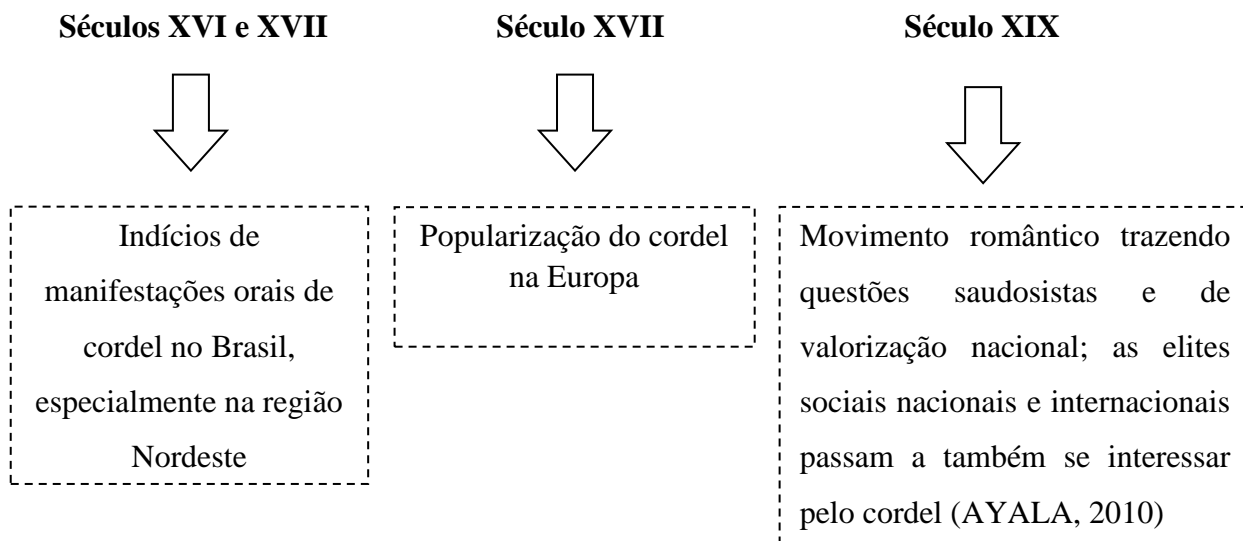 Séculos XVI e XVII
Século XVII
Século XIX
Indícios de
manifestações orais de
cordel no Brasil,
especialmente na região
Nordeste
Popularização do cordel
na Europa
Movimento romântico trazendo
questões saudosistas e de
valorização nacional; as elites
sociais nacionais e internacionais
passam a também se interessar
pelo cordel (AYALA, 2010)